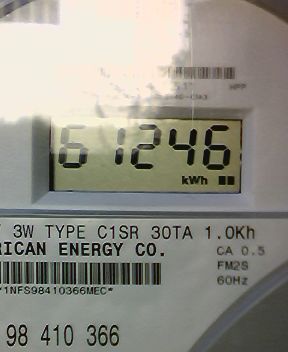 HPP
61246
kWh
3W TYPE C1SR 30TA 1.0Kh
RICAN ENERGY CO.
CA 0.5
FM2S
60Hz
1NFS98410366MEC*
98 410 366